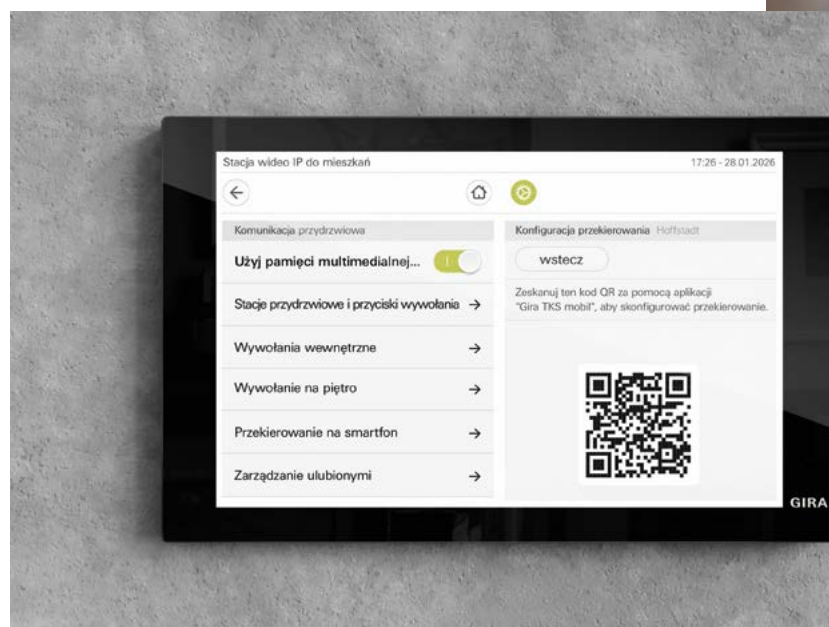 Stacja wideo IP do mieszkań
17:26 - 28.01.2026
Komunikacja przydrzwiowa
Użyj pamięci multimedialnej...
Stacje przydrzwiowe i przyciski wywołania
Wywołania wewnętrzne
Wywołanie na piętro
Przekierowanie na smartfon
Zarządzanie ulubionymi
Konfiguracja przekierowania Hoffstadt
wstecz
Zeskanuj ten kod QR za pomocą aplikacji
"Gira TKS mobil", aby skonfigurować przekierowanie.
GIRA